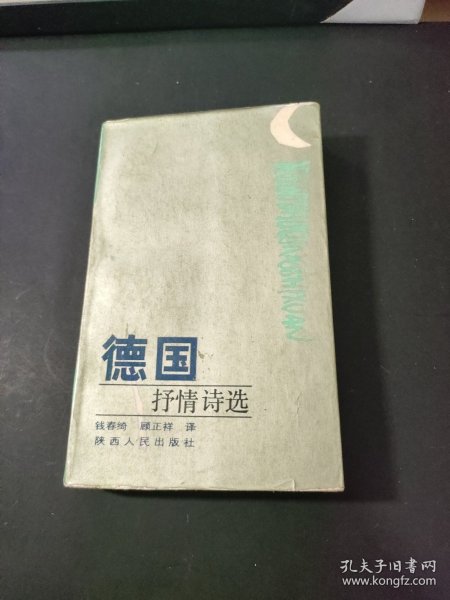 德国
抒情诗选
钱春绮 顾正祥 译
陕西人民出版社
孔夫子旧书网
www.kongfz.com